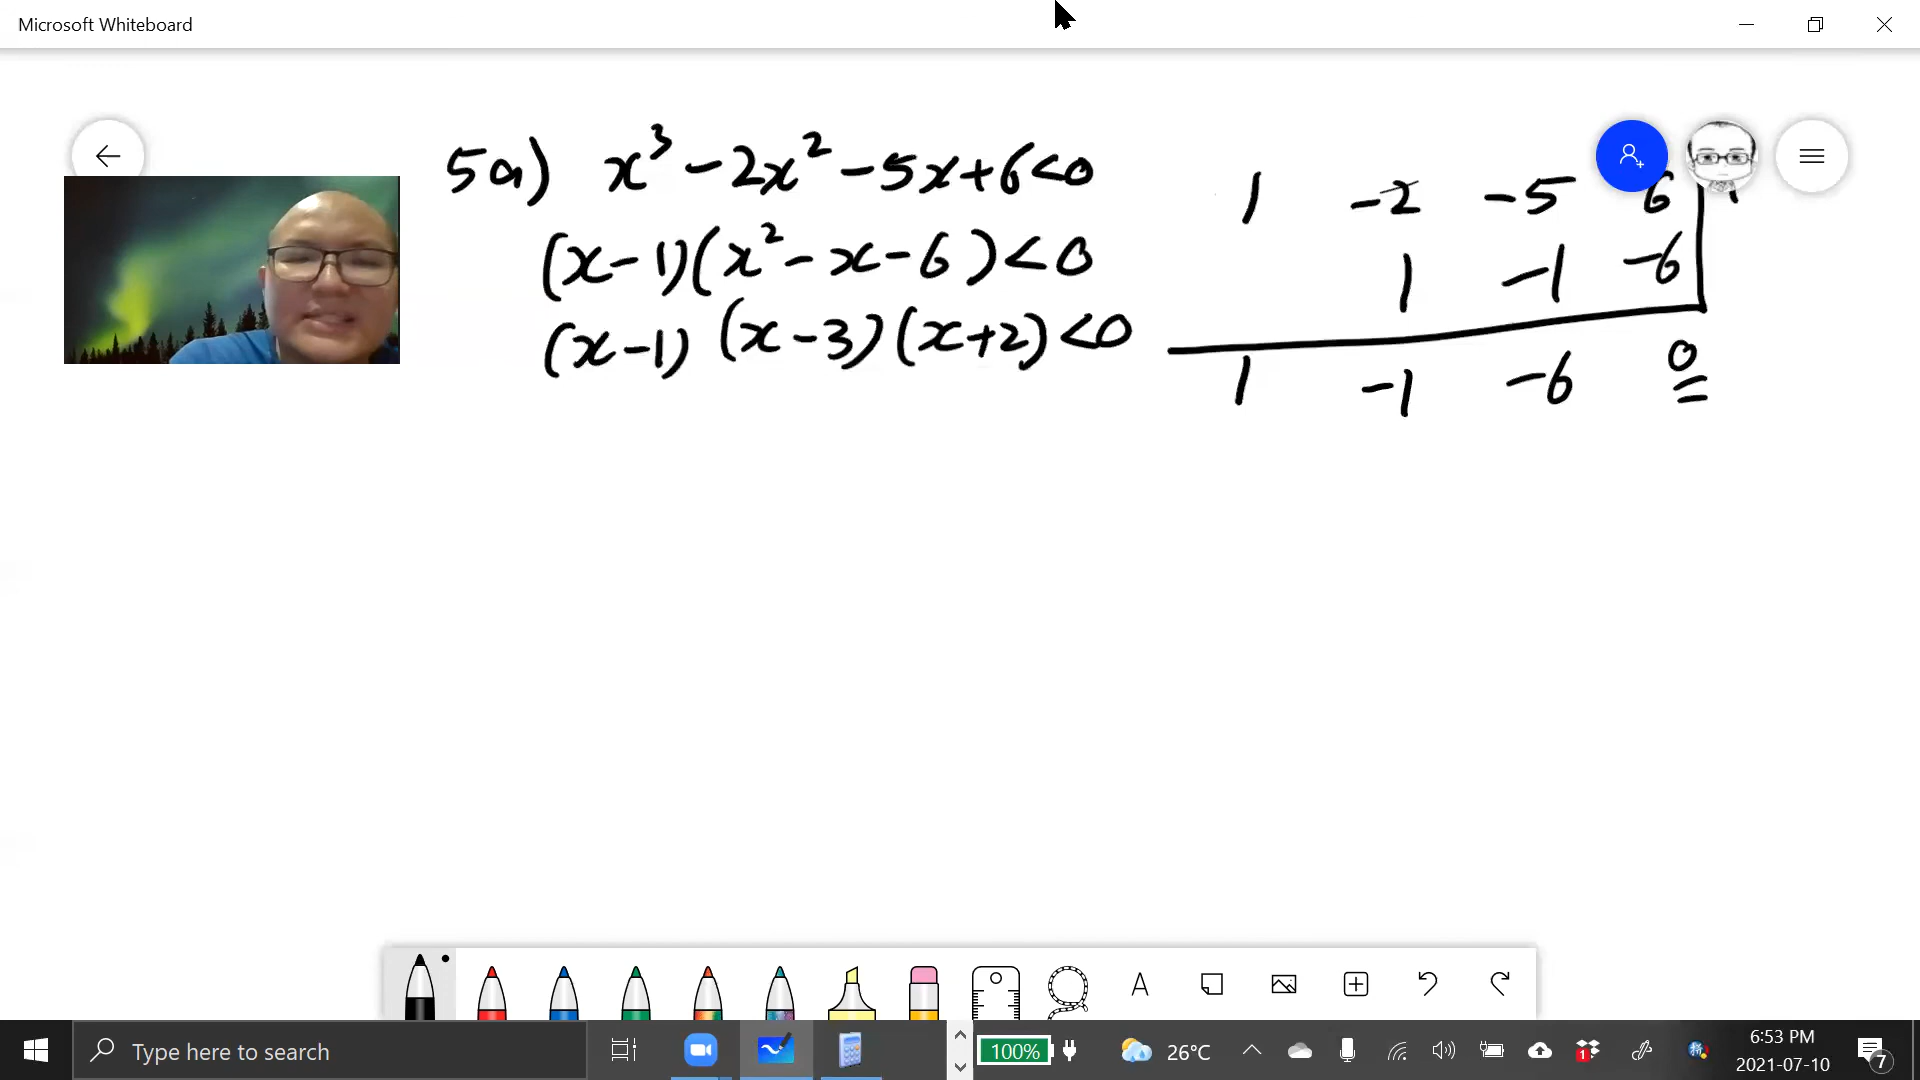 Microsoft Whiteboard
5a) x³ - 2x² - 5x + 6 < 0
(x - 1)(x² - x - 6) < 0
(x - 1) (x - 3) (x + 2) < 0
1 -2 -5 6
1 -1 -6
1 -1 -6 0
A
Type here to search
100%
26°C
1
6:53 PM
2021-07-10
7